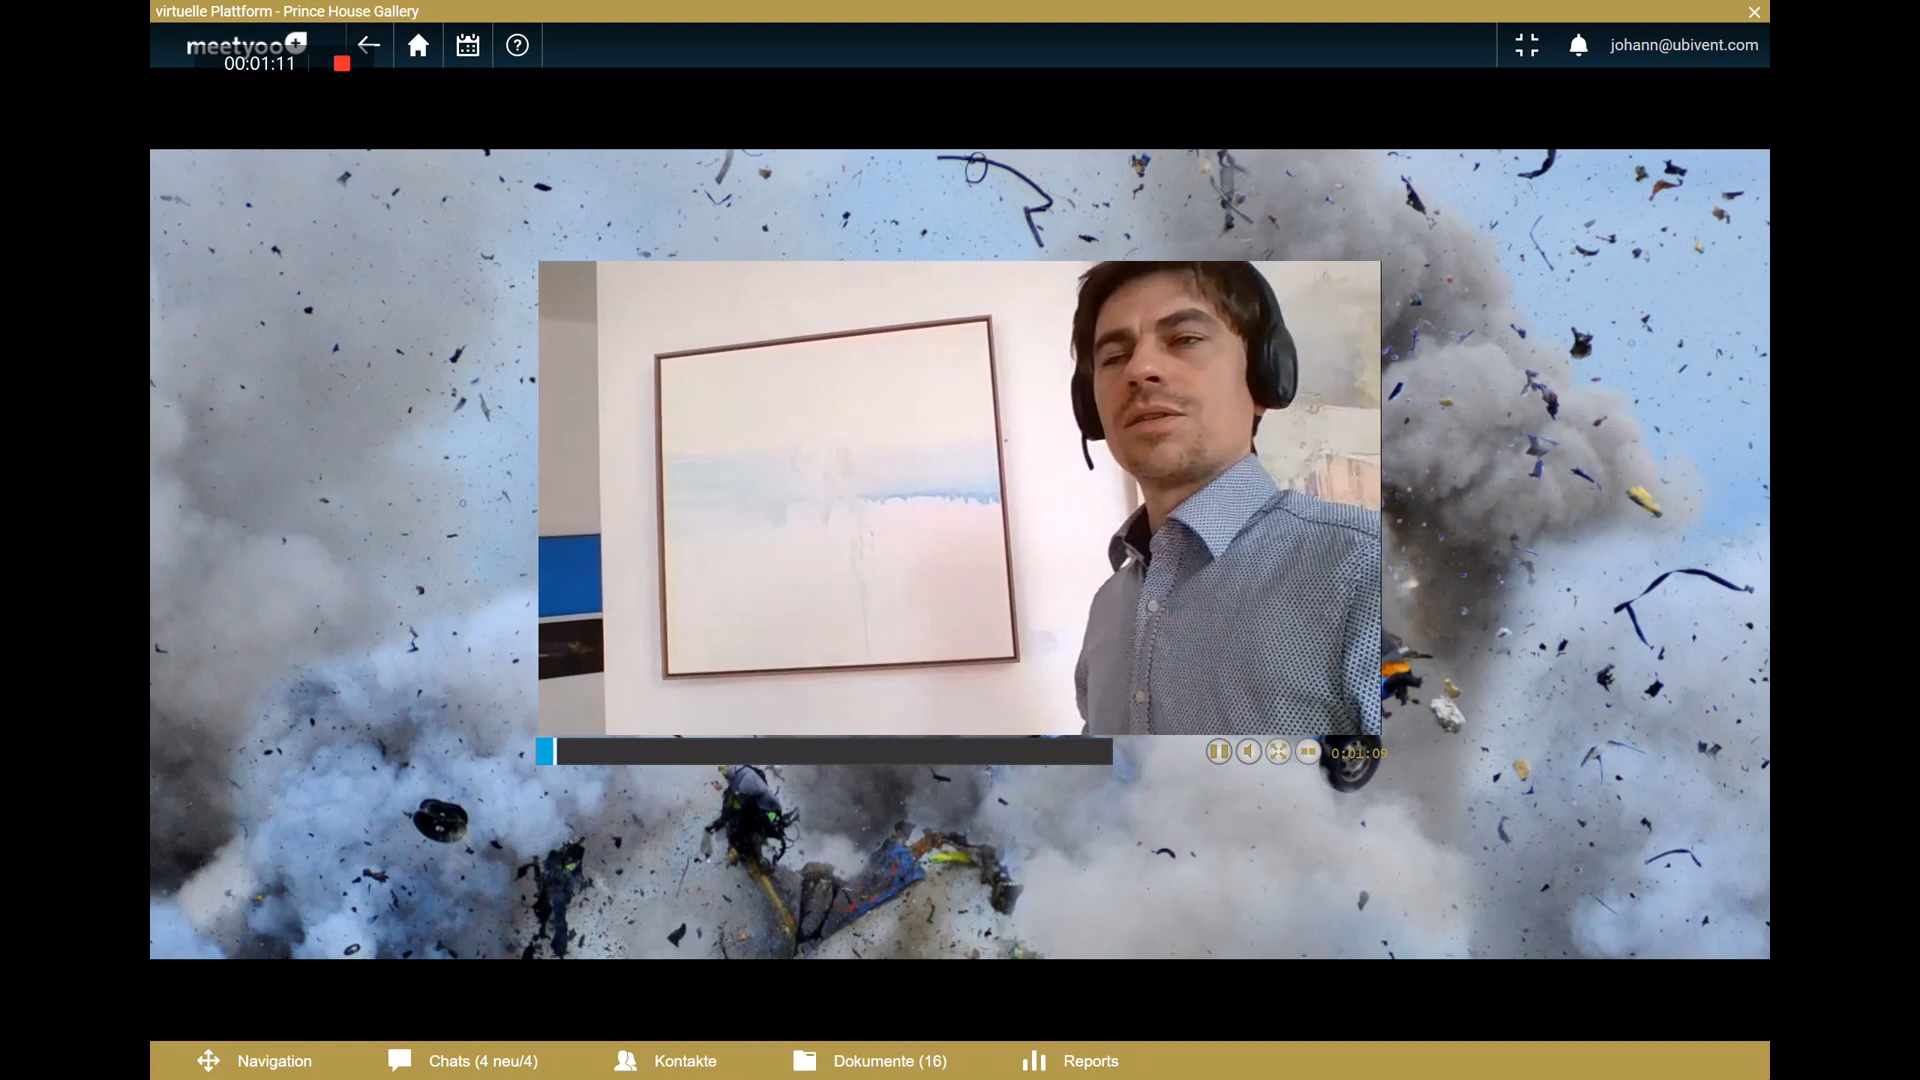 virtuelle Plattform - Prince House Gallery
meetyoo
johann@ubivent.com
00:01:11
0:01:09
Navigation
Chats (4 neu/4)
Kontakte
Dokumente (16)
Reports